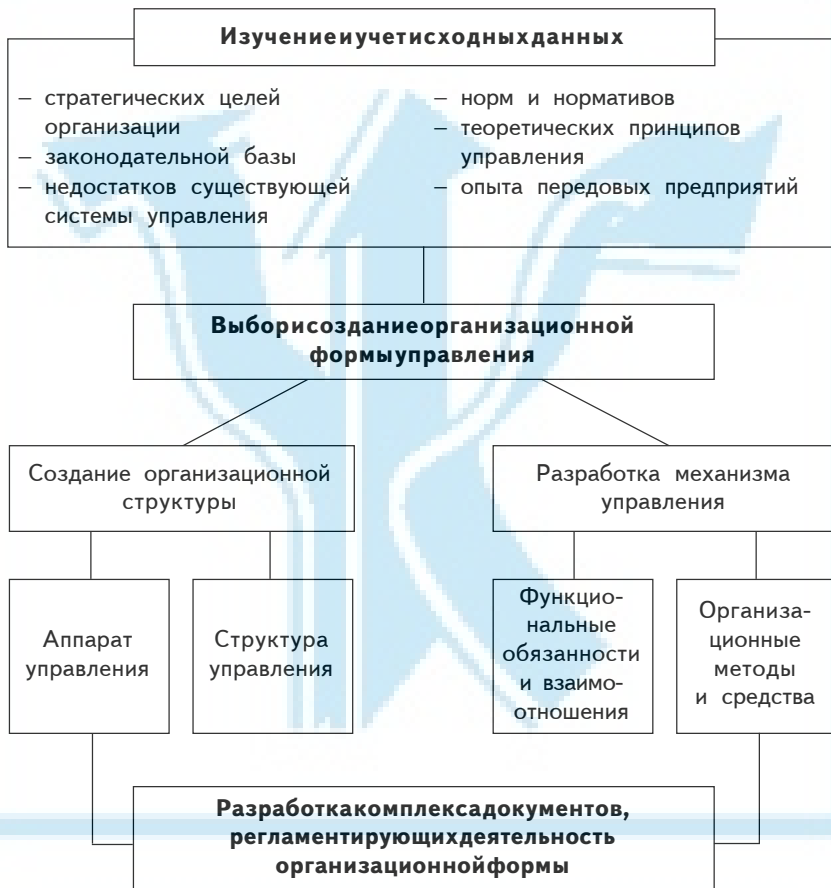 Изучениеиучетисходныхданных
– стратегических целей
организации
– законодательной базы
– недостатков существующей
системы управления
– норм и нормативов
– теоретических принципов
управления
– опыта передовых предприятий
Выборисозданиеорганизационной
формыуправления
Создание организационной
структуры
Разработка механизма
управления
Аппарат
управления
Структура
управления
Функцио-
нальные
обязанности
и взаимо-
отношения
Организа-
ционные
методы
и средства
Разработкакомплексадокументов,
регламентирующихдеятельность
организационнойформы